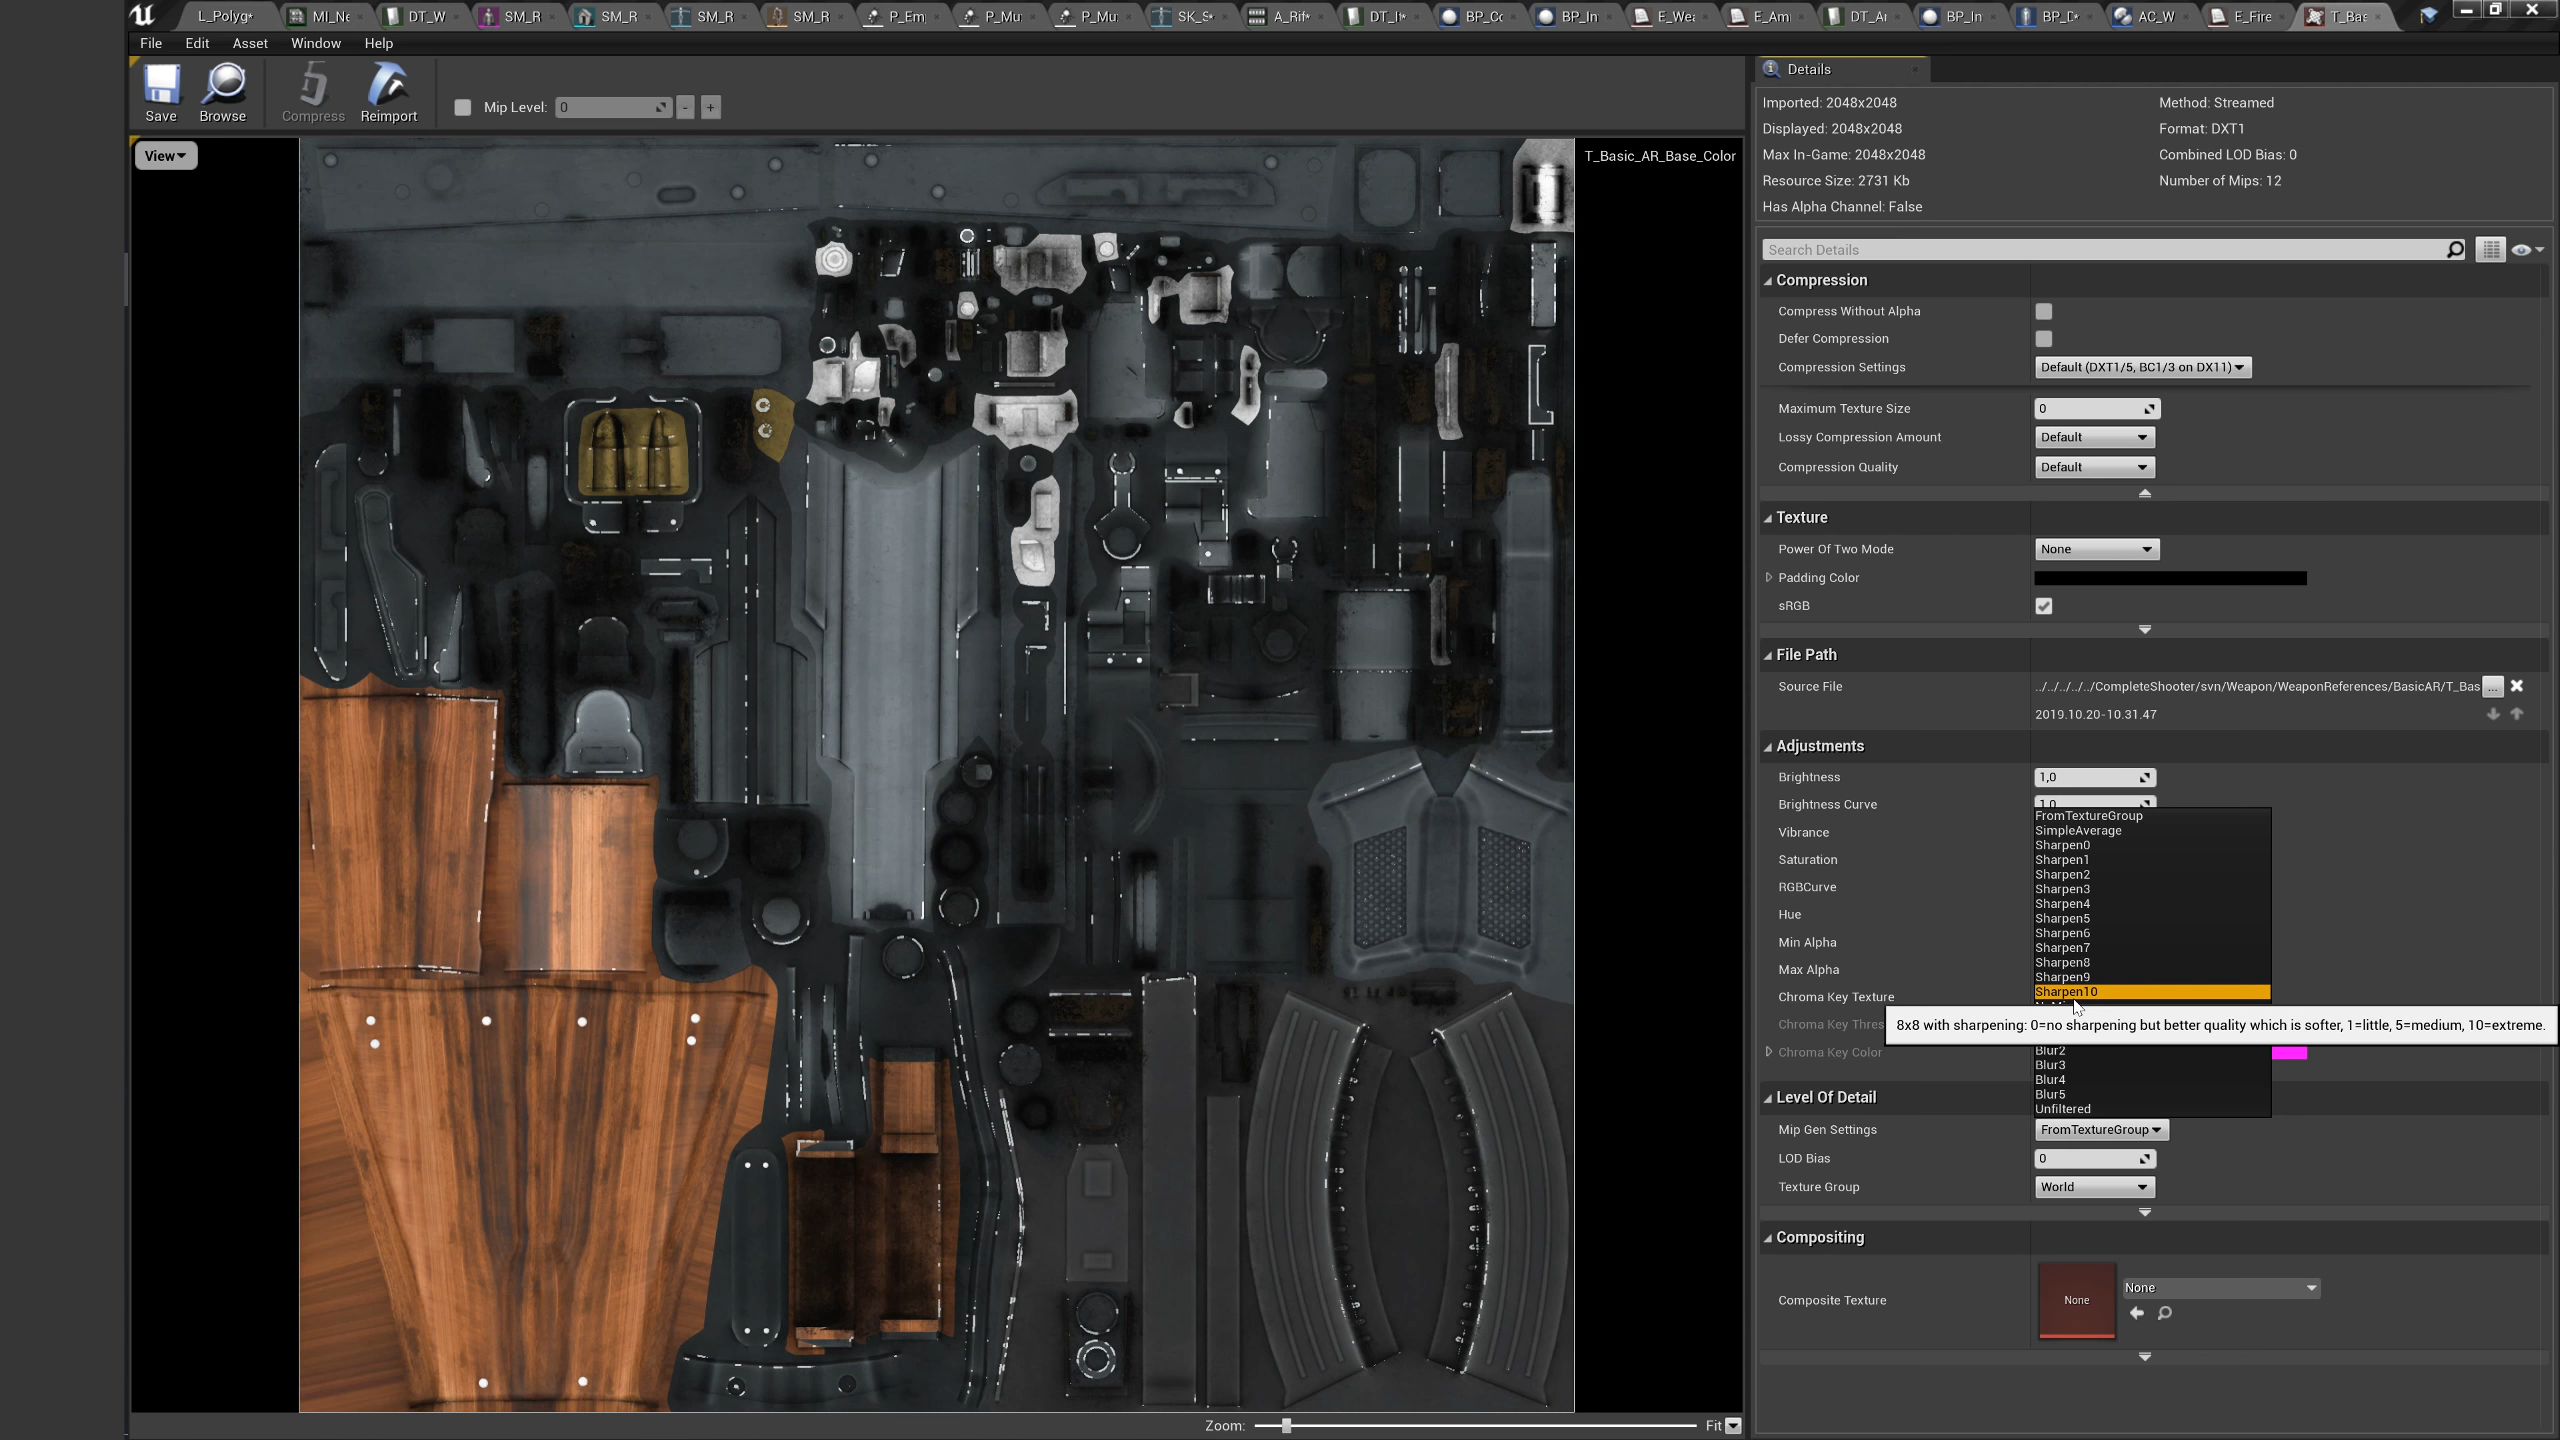 L_Polyg*
MI_Ne
DT_W
SM_R
SM_R
SM_R
SM_R
P_Em
P_Mu
P_Mu
SK_S*
A_Rif*
DT_I*
BP_Co
BP_In
E_Wea
E_Am
DT_Ar
BP_In
BP_D*
AC_W
E_Fire
T_Bas
File Edit Asset Window Help
Save
Browse
Compress
Reimport
Mip Level: 0
- +
View
T_Basic_AR_Base_Color
Zoom:
Fit
Details
Imported: 2048x2048
Method: Streamed
Displayed: 2048x2048
Format: DXT1
Max In-Game: 2048x2048
Combined LOD Bias: 0
Resource Size: 2731 Kb
Number of Mips: 12
Has Alpha Channel: False
Search Details
Compression
Compress Without Alpha
Defer Compression
Compression Settings
Default (DXT1/5, BC1/3 on DX11)
Maximum Texture Size
0
Lossy Compression Amount
Default
Compression Quality
Default
Texture
Power Of Two Mode
None
Padding Color
sRGB
File Path
Source File
../../../../../CompleteShooter/svn/Weapon/WeaponReferences/BasicAR/T_Bas
...
2019.10.20-10.31.47
Adjustments
Brightness
1,0
Brightness Curve
1,0
Vibrance
Saturation
RGBCurve
Hue
Min Alpha
Max Alpha
Chroma Key Texture
Chroma Key Thres
Chroma Key Color
FromTextureGroup
SimpleAverage
Sharpen0
Sharpen1
Sharpen2
Sharpen3
Sharpen4
Sharpen5
Sharpen6
Sharpen7
Sharpen8
Sharpen9
Sharpen10
8x8 with sharpening: 0=no sharpening but better quality which is softer, 1=little, 5=medium, 10=extreme.
Blur2
Blur3
Blur4
Blur5
Unfiltered
Level Of Detail
Mip Gen Settings
FromTextureGroup
LOD Bias
0
Texture Group
World
Compositing
Composite Texture
None
None